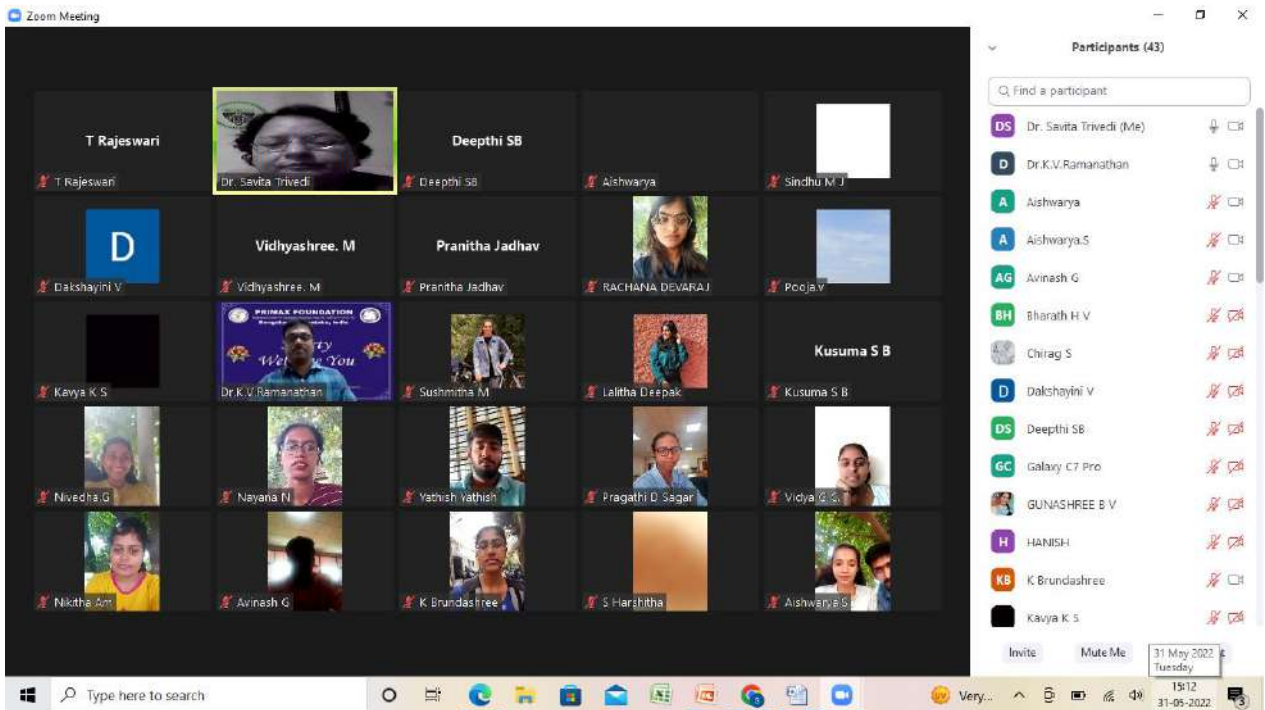 Zoom Meeting
Participants (43)
Find a participant
T Rajeswari
T Rajeswari
Dr. Savita Trivedi
Deepthi SB
Deepthi SB
Aishwarya
Sindhu M J
D
Dakshayini V
Vidhyashree. M
Vidhyashree. M
Pranitha Jadhav
Pranitha Jadhav
RACHANA DEVARAJ
Pooja.v
Kavya K S
PRIMAX FOUNDATION
India
You
Dr.K.V.Ramanathan
Sushmitha M
Lalitha Deepak
Kusuma S B
Kusuma S B
Nivedha.G
Nayana N
Yathish Yathish
Pragathi D Sagar
Vidya G
Nikitha Am
Avinash G
K Brundashree
S Harshitha
Aishwarya S
DS Dr. Savita Trivedi (Me)
D Dr.K.V.Ramanathan
A Aishwarya
A Aishwarya.S
AG Avinash G
BH Bharath H V
Chirag S
D Dakshayini V
DS Deepthi SB
GC Galaxy C7 Pro
GUNASHREE B V
H HANISH
KB K Brundashree
Kavya K S
Invite Mute Me
31 May 2022
Tuesday
Type here to search
Very...
15:12
31-05-2022
3